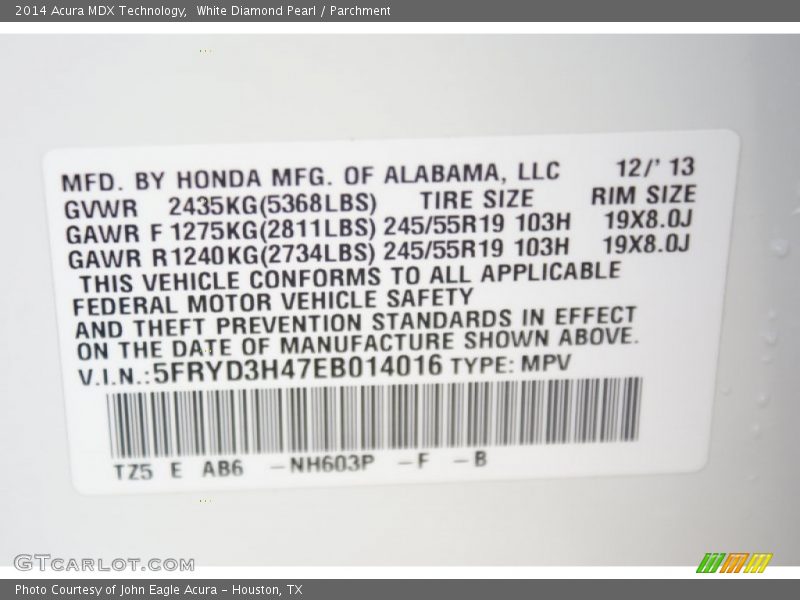 2014 Acura MDX Technology,  White Diamond Pearl / Parchment
MFD. BY HONDA MFG. OF ALABAMA, LLC 12/' 13
GVWR 2435KG(5368LBS) TIRE SIZE RIM SIZE
GAWR F 1275KG(2811LBS) 245/55R19 103H 19X8.0J
GAWR R 1240KG(2734LBS) 245/55R19 103H 19X8.0J
THIS VEHICLE CONFORMS TO ALL APPLICABLE
FEDERAL MOTOR VEHICLE SAFETY
AND THEFT PREVENTION STANDARDS IN EFFECT
ON THE DATE OF MANUFACTURE SHOWN ABOVE.
V.I.N.:5FRYD3H47EB014016 TYPE: MPV
TZ5 E AB6 -NH603P -F -B
GTCARLOT.COM
Photo Courtesy of John Eagle Acura - Houston, TX